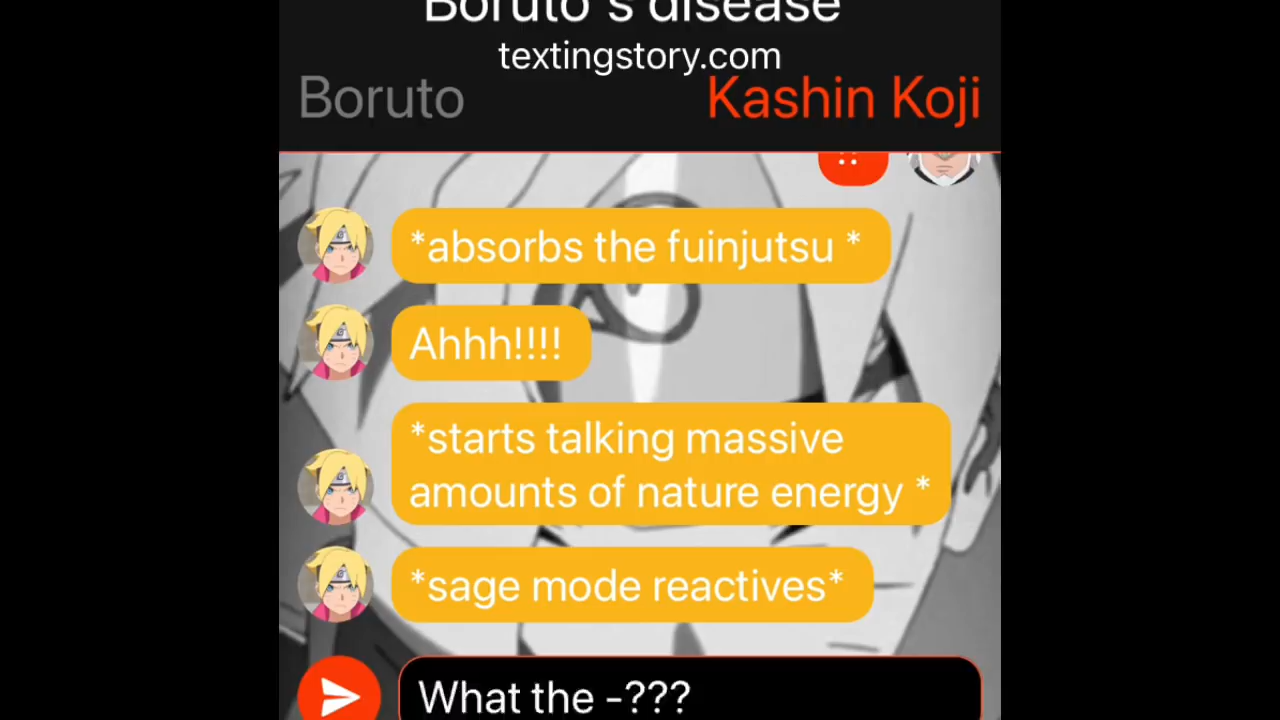 Boruto's disease
textingstory.com
Boruto
Kashin Koji
*absorbs the fuinjutsu *
Ahhh!!!!
*starts talking massive
amounts of nature energy *
*sage mode reactives*
What the -???